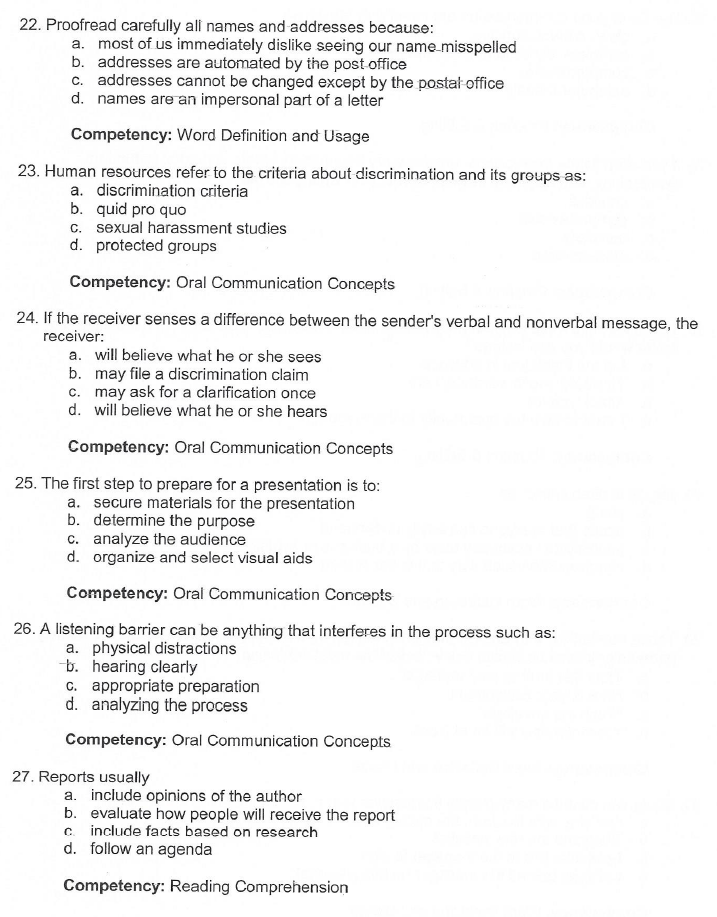 22. Proofread carefully all names and addresses because:
a. most of us immediately dislike seeing our name misspelled
b. addresses are automated by the post office
c. addresses cannot be changed except by the postal office
d. names are an impersonal part of a letter
Competency: Word Definition and Usage
23. Human resources refer to the criteria about discrimination and its groups as:
a. discrimination criteria
b. quid pro quo
c. sexual harassment studies
d. protected groups
Competency: Oral Communication Concepts
24. If the receiver senses a difference between the sender's verbal and nonverbal message, the
receiver:
a. will believe what he or she sees
b. may file a discrimination claim
c. may ask for a clarification once
d. will believe what he or she hears
Competency: Oral Communication Concepts
25. The first step to prepare for a presentation is to:
a. secure materials for the presentation
b. determine the purpose
c. analyze the audience
d. organize and select visual aids
Competency: Oral Communication Concepts
26. A listening barrier can be anything that interferes in the process such as:
a. physical distractions
b. hearing clearly
c. appropriate preparation
d. analyzing the process
Competency: Oral Communication Concepts
27. Reports usually
a. include opinions of the author
b. evaluate how people will receive the report
c. include facts based on research
d. follow an agenda
Competency: Reading Comprehension